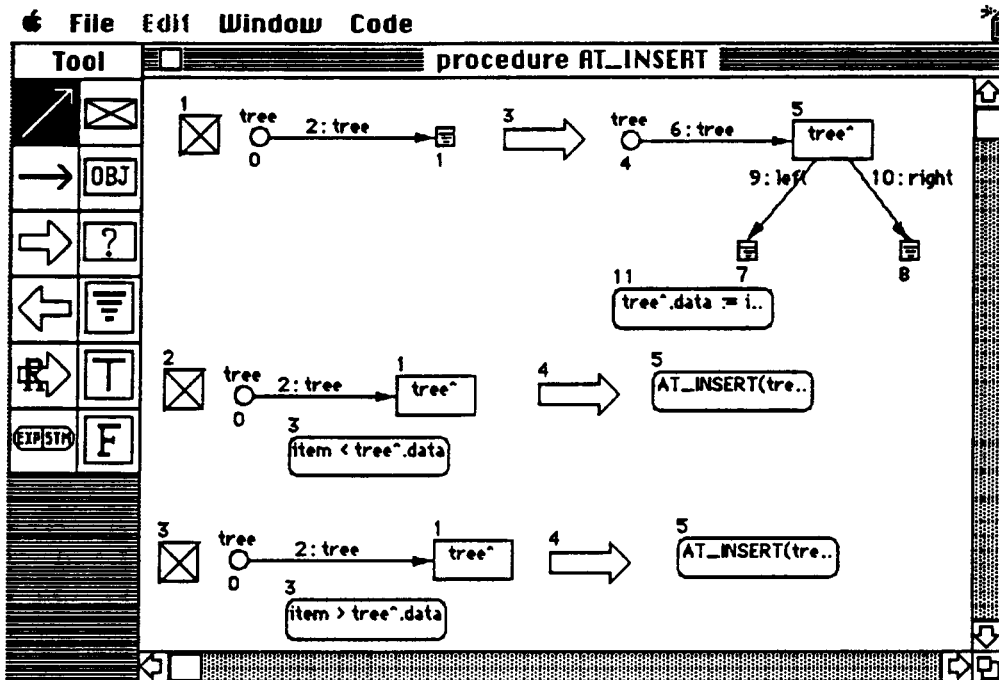 File Edit Window Code
Tool
procedure AT_INSERT
OBJ
?
R
T
EXP STM
F
1
tree
0
2: tree
1
3
tree
4
6: tree
5
tree^
9: left
10: right
7
8
11
tree^.data := i..
2
tree
0
2: tree
1
tree^
3
item < tree^.data
4
5
AT_INSERT(tre..
3
tree
0
2: tree
1
tree^
3
item > tree^.data
4
5
AT_INSERT(tre..